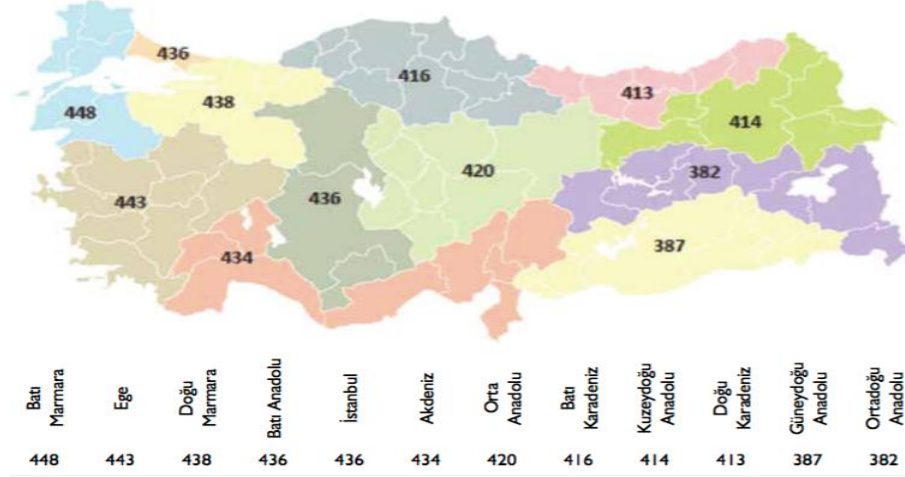 436
416
413
448
438
414
420
382
443
436
434
387
Batı
Marmara
Ege
Doğu
Marmara
Batı Anadolu
İstanbul
Akdeniz
Orta
Anadolu
Batı
Karadeniz
Kuzeydoğu
Anadolu
Doğu
Karadeniz
Güneydoğu
Anadolu
Ortadoğu
Anadolu
448 443 438 436 436 434 420 416 414 413 387 382